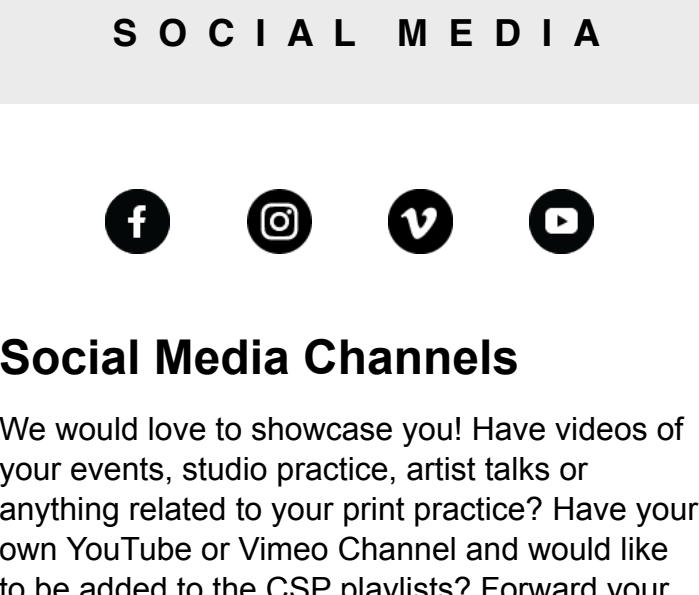 SOCIAL MEDIA
Social Media Channels
We would love to showcase you! Have videos of
your events, studio practice, artist talks or
anything related to your print practice? Have your
own YouTube or Vimeo Channel and would like
to be added to the CSP playlists? Forward your